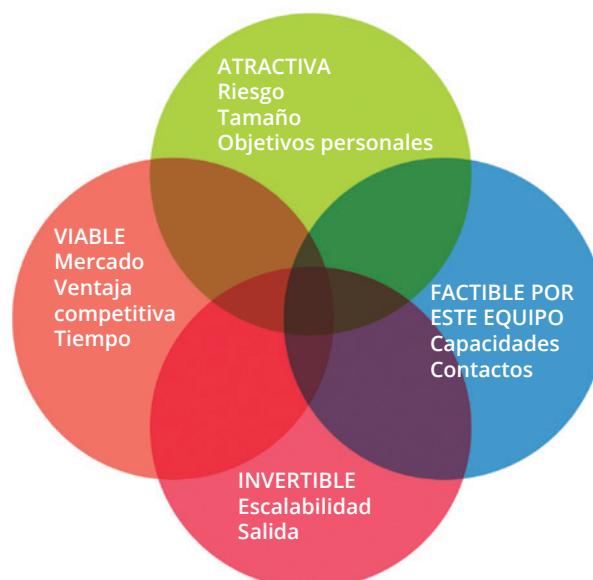 ATRACTIVA
Riesgo
Tamaño
Objetivos personales
VIABLE
Mercado
Ventaja
competitiva
Tiempo
FACTIBLE POR
ESTE EQUIPO
Capacidades
Contactos
INVERTIBLE
Escalabilidad
Salida